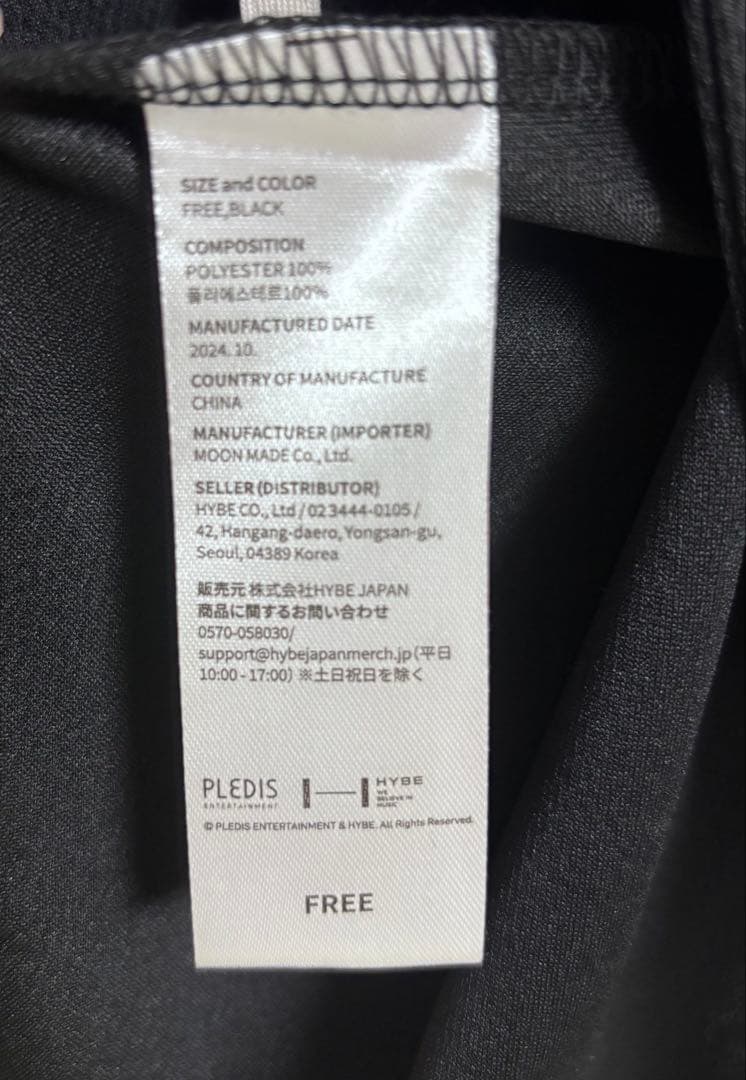 SIZE and COLOR
FREE,BLACK
COMPOSITION
POLYESTER 100%
폴리에스테르100%
MANUFACTURED DATE
2024. 10.
COUNTRY OF MANUFACTURE
CHINA
MANUFACTURER (IMPORTER)
MOON MADE Co., Ltd.
SELLER (DISTRIBUTOR)
HYBE CO., Ltd / 02 3444-0105 /
42, Hangang-daero, Yongsan-gu,
Seoul, 04389 Korea
販売元 株式会社HYBE JAPAN
商品に関するお問い合わせ
0570-058030/
support@hybejapanmerch.jp (平日
10:00 - 17:00) ※土日祝日を除く
PLEDIS
ENTERTAINMENT
HYBE
WE
BELIEVE IN
MUSIC
© PLEDIS ENTERTAINMENT & HYBE. All Rights Reserved.
FREE